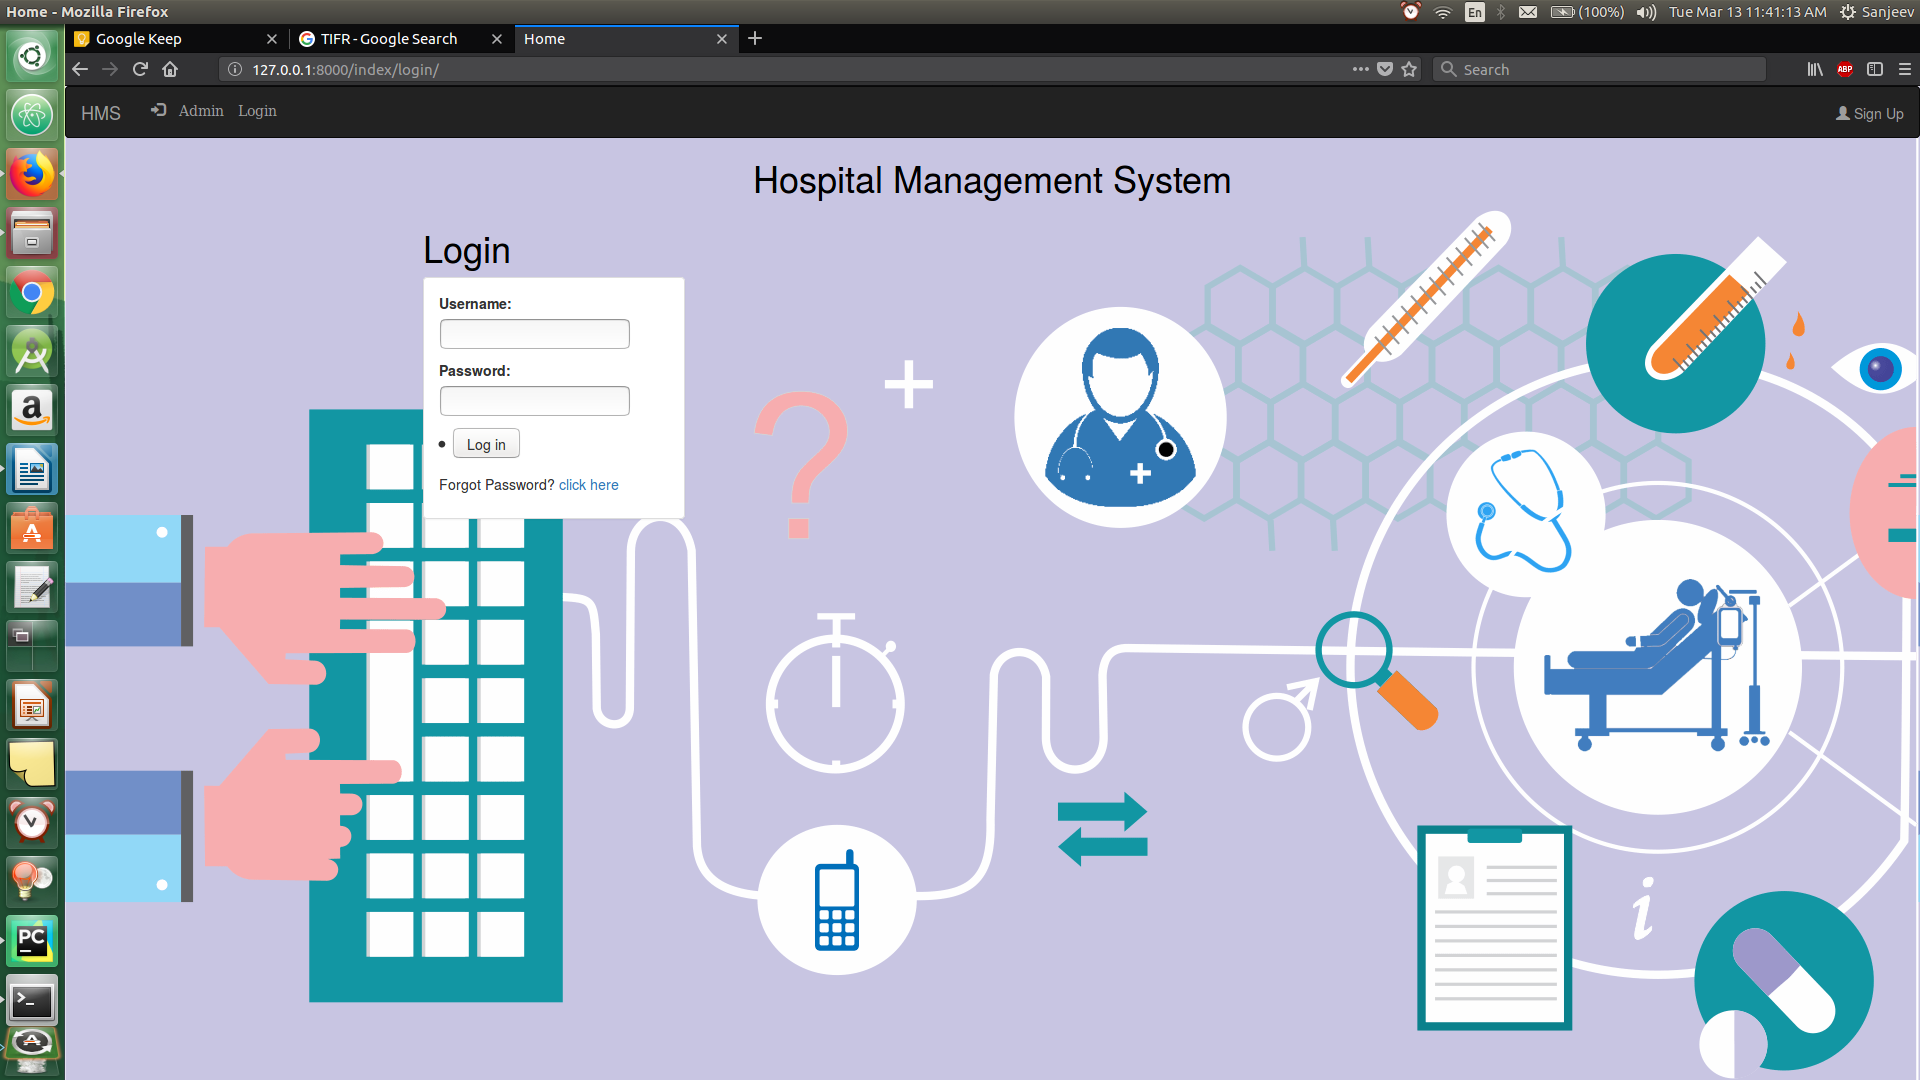 Home - Mozilla Firefox
En
(100%)
Tue Mar 13 11:41:13 AM
Sanjeev
Google Keep
TIFR - Google Search
Home
127.0.0.1:8000/index/login/
Search
ABP
HMS
Admin
Login
Sign Up
Hospital Management System
Login
Username:
Password:
Log in
Forgot Password? click here
?
i
a
A
PC
>_